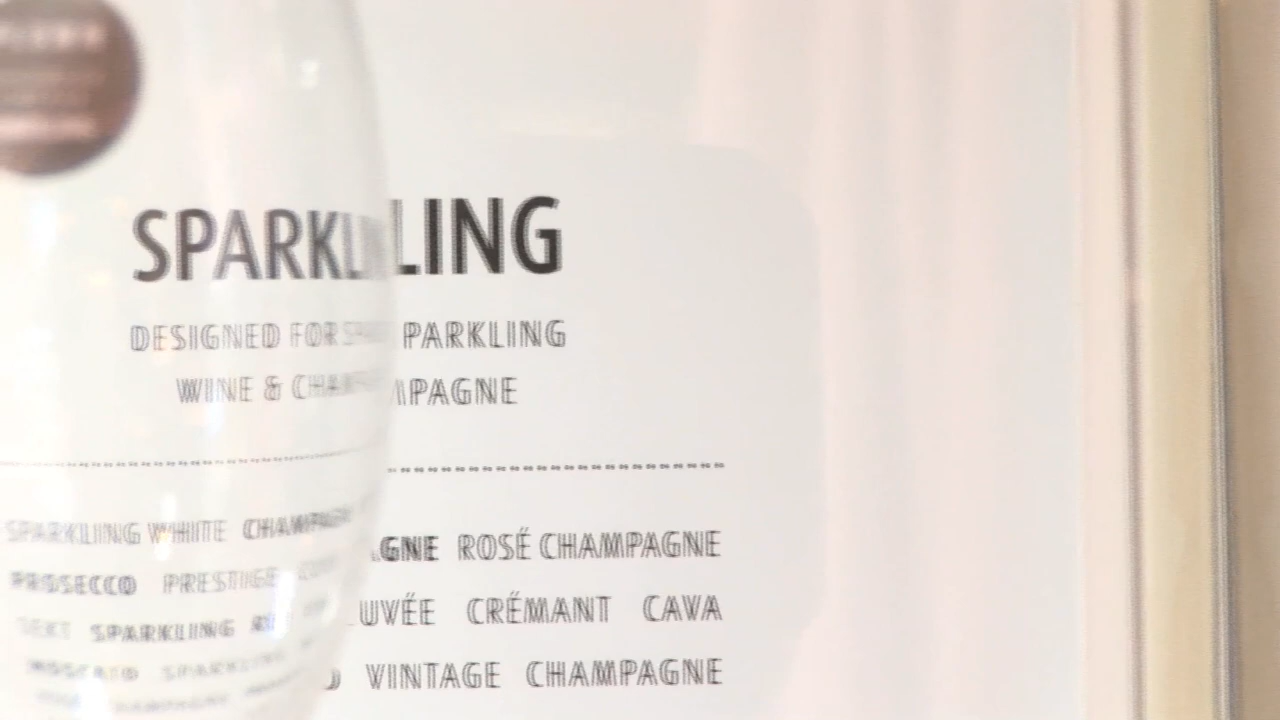 SPARKLING
DESIGNED FOR SPARKLING
WINE & CHAMPAGNE
SPARKLING WHITE CHAMPAGNE ROSÉ CHAMPAGNE
PROSECCO PRESTIGE CUVÉE CRÉMANT CAVA
SEKT SPARKLING VINTAGE CHAMPAGNE
MOSCATO SPARKLING